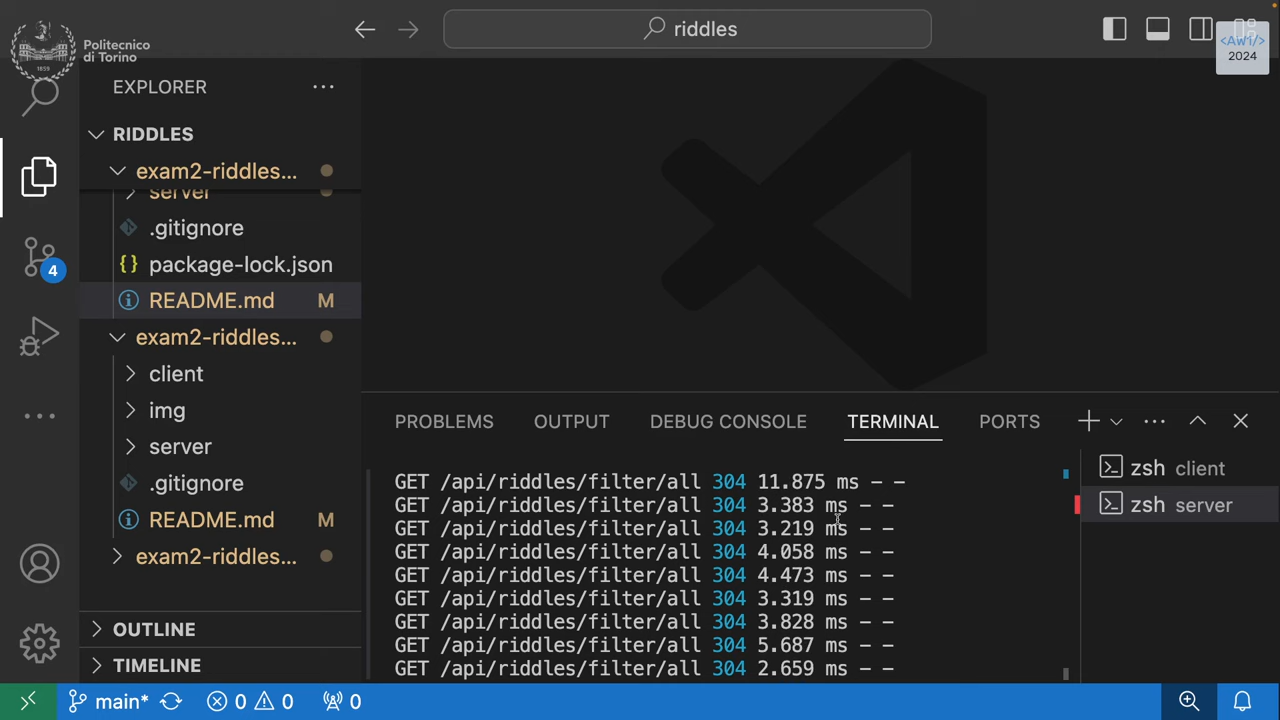 Politecnico
di Torino
1859
riddles
<AW1/>
2024
EXPLORER
RIDDLES
exam2-riddles...
server
.gitignore
package-lock.json
README.md M
exam2-riddles...
client
img
server
.gitignore
README.md M
exam2-riddles...
OUTLINE
TIMELINE
4
PROBLEMS OUTPUT DEBUG CONSOLE TERMINAL PORTS
GET /api/riddles/filter/all 304 11.875 ms - -
GET /api/riddles/filter/all 304 3.383 ms - -
GET /api/riddles/filter/all 304 3.219 ms - -
GET /api/riddles/filter/all 304 4.058 ms - -
GET /api/riddles/filter/all 304 4.473 ms - -
GET /api/riddles/filter/all 304 3.319 ms - -
GET /api/riddles/filter/all 304 3.828 ms - -
GET /api/riddles/filter/all 304 5.687 ms - -
GET /api/riddles/filter/all 304 2.659 ms - -
zsh client
zsh server
main* 0 0 0